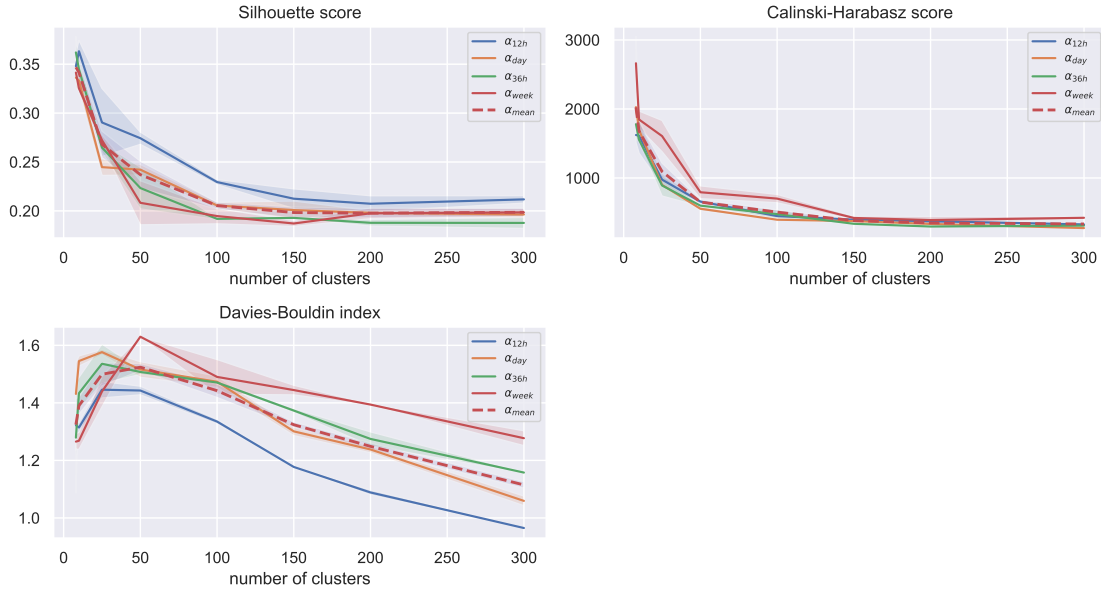 Silhouette score
0.35
0.30
0.25
0.20
0 50 100 150 200 250 300
number of clusters
α12h
αday
α36h
αweek
αmean
Calinski-Harabasz score
3000
2000
1000
0 50 100 150 200 250 300
number of clusters
α12h
αday
α36h
αweek
αmean
Davies-Bouldin index
1.6
1.4
1.2
1.0
0 50 100 150 200 250 300
number of clusters
α12h
αday
α36h
αweek
αmean